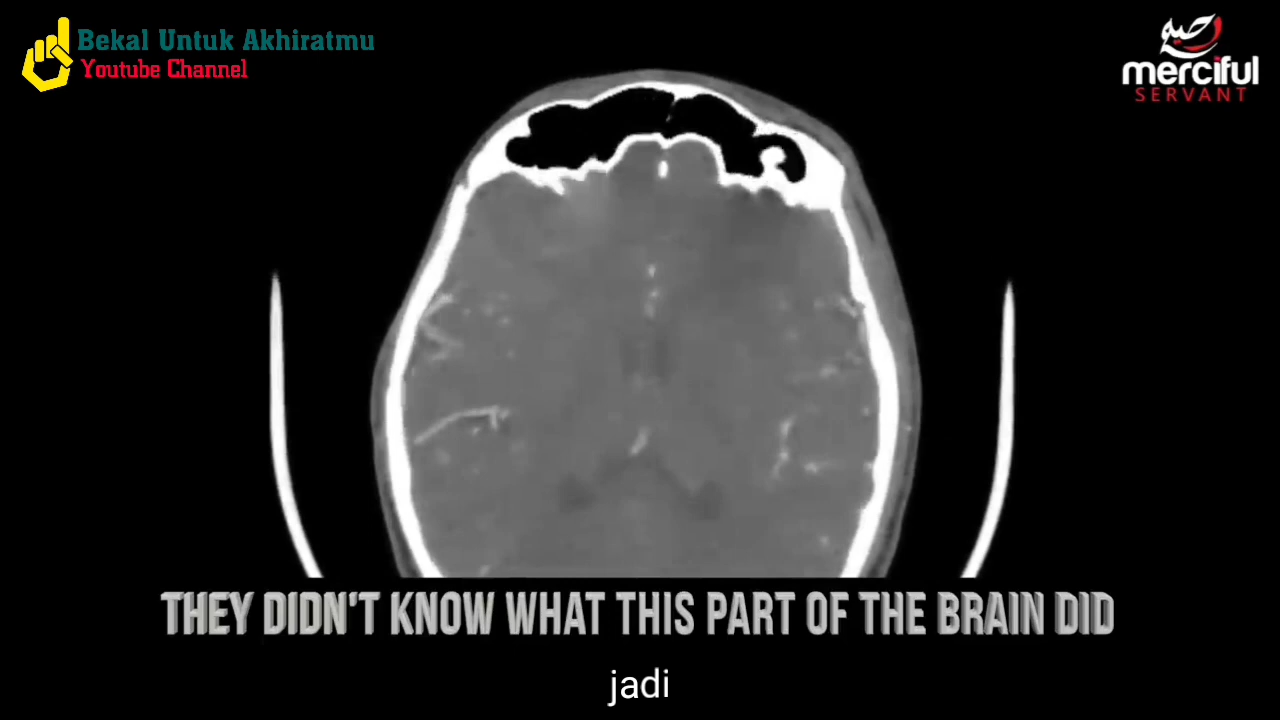 Bekal Untuk Akhiratmu
Youtube Channel
merciful
SERVANT
THEY DIDN'T KNOW WHAT THIS PART OF THE BRAIN DID
jadi